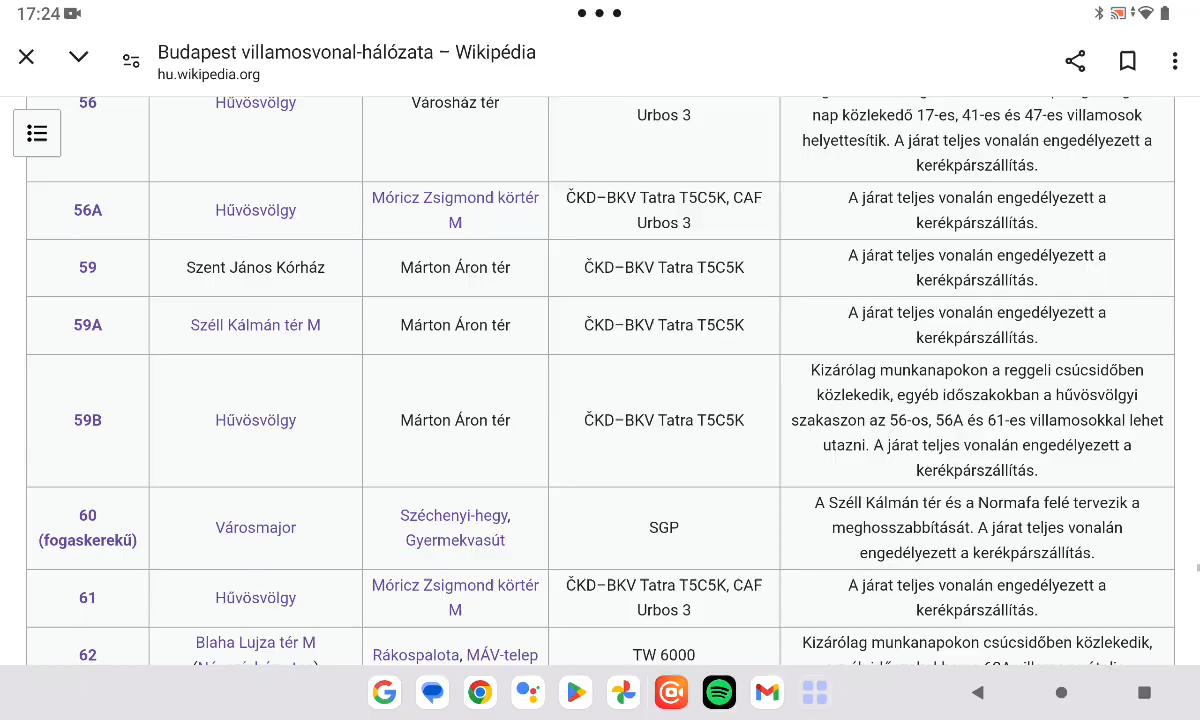 17:24
Budapest villamosvonal-hálózata – Wikipédia
hu.wikipedia.org
56
Hűvösvölgy
Városház tér
Urbos 3
nap közlekedő 17-es, 41-es és 47-es villamosok
helyettesítik. A járat teljes vonalán engedélyezett a
kerékpárszállítás.
56A
Hűvösvölgy
Móricz Zsigmond körtér
M
ČKD–BKV Tatra T5C5K, CAF
Urbos 3
A járat teljes vonalán engedélyezett a
kerékpárszállítás.
59
Szent János Kórház
Márton Áron tér
ČKD–BKV Tatra T5C5K
A járat teljes vonalán engedélyezett a
kerékpárszállítás.
59A
Széll Kálmán tér M
Márton Áron tér
ČKD–BKV Tatra T5C5K
A járat teljes vonalán engedélyezett a
kerékpárszállítás.
59B
Hűvösvölgy
Márton Áron tér
ČKD–BKV Tatra T5C5K
Kizárólag munkanapokon a reggeli csúcsidőben
közlekedik, egyéb időszakokban a hűvösvölgyi
szakaszon az 56-os, 56A és 61-es villamosokkal lehet
utazni. A járat teljes vonalán engedélyezett a
kerékpárszállítás.
60
(fogaskerekű)
Városmajor
Széchenyi-hegy,
Gyermekvasút
SGP
A Széll Kálmán tér és a Normafa felé tervezik a
meghosszabbítását. A járat teljes vonalán
engedélyezett a kerékpárszállítás.
61
Hűvösvölgy
Móricz Zsigmond körtér
M
ČKD–BKV Tatra T5C5K, CAF
Urbos 3
A járat teljes vonalán engedélyezett a
kerékpárszállítás.
62
Blaha Lujza tér M
Rákospalota, MÁV-telep
TW 6000
Kizárólag munkanapokon csúcsidőben közlekedik,